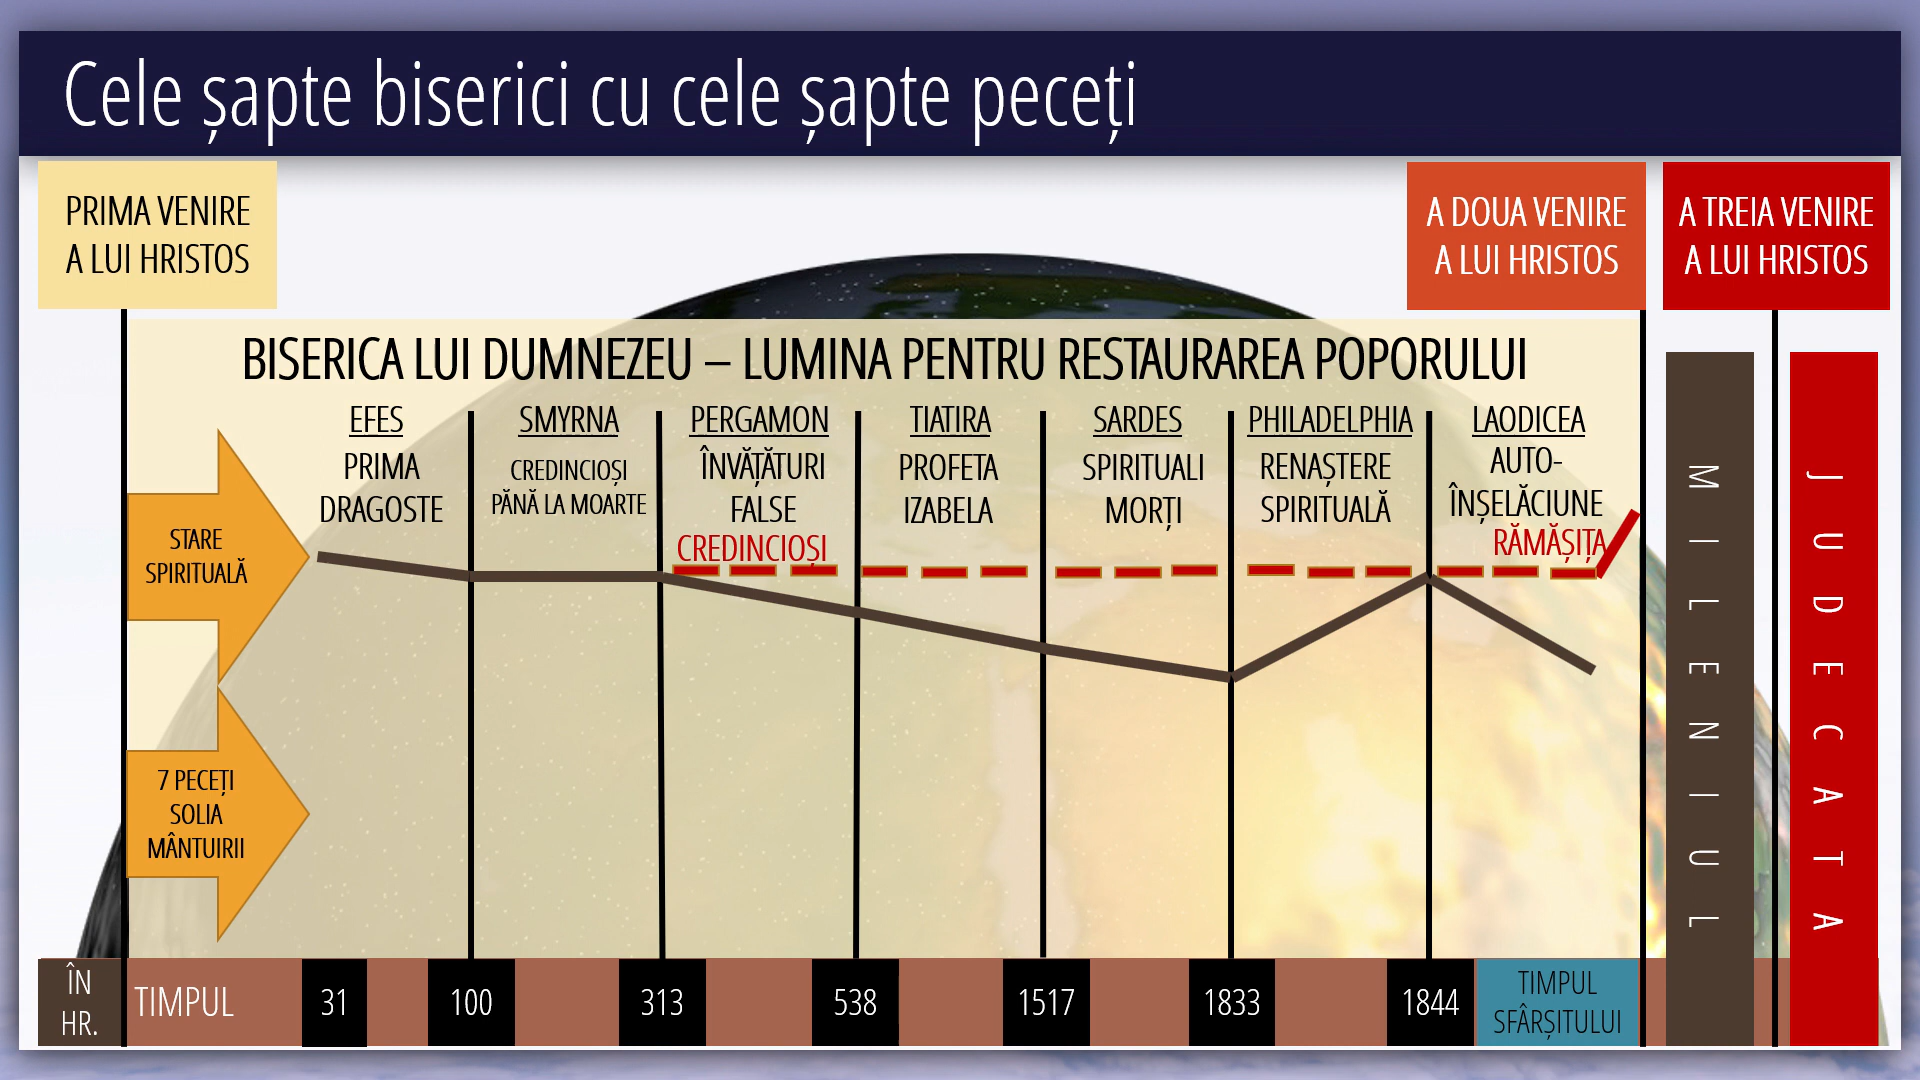 Cele șapte biserici cu cele șapte peceți
PRIMA VENIRE
A LUI HRISTOS
A DOUA VENIRE
A LUI HRISTOS
A TREIA VENIRE
A LUI HRISTOS
BISERICA LUI DUMNEZEU – LUMINA PENTRU RESTAURAREA POPORULUI
EFES
PRIMA
DRAGOSTE
SMYRNA
CREDINCIOȘI
PĂNĂ LA MOARTE
PERGAMON
ÎNVĂȚĂTURI
FALSE
CREDINCIOȘI
TIATIRA
PROFETA
IZABELA
SARDES
SPIRITUALI
MORȚI
PHILADELPHIA
RENAȘTERE
SPIRITUALĂ
LAODICEA
AUTO-
ÎNȘELĂCIUNE
RĂMĂȘIȚA
STARE
SPIRITUALĂ
7 PECEȚI
SOLIA
MÂNTUIRII
MILENIUL
JUDECATA
ÎN
HR.
TIMPUL
31
100
313
538
1517
1833
1844
TIMPUL
SFÂRȘITULUI